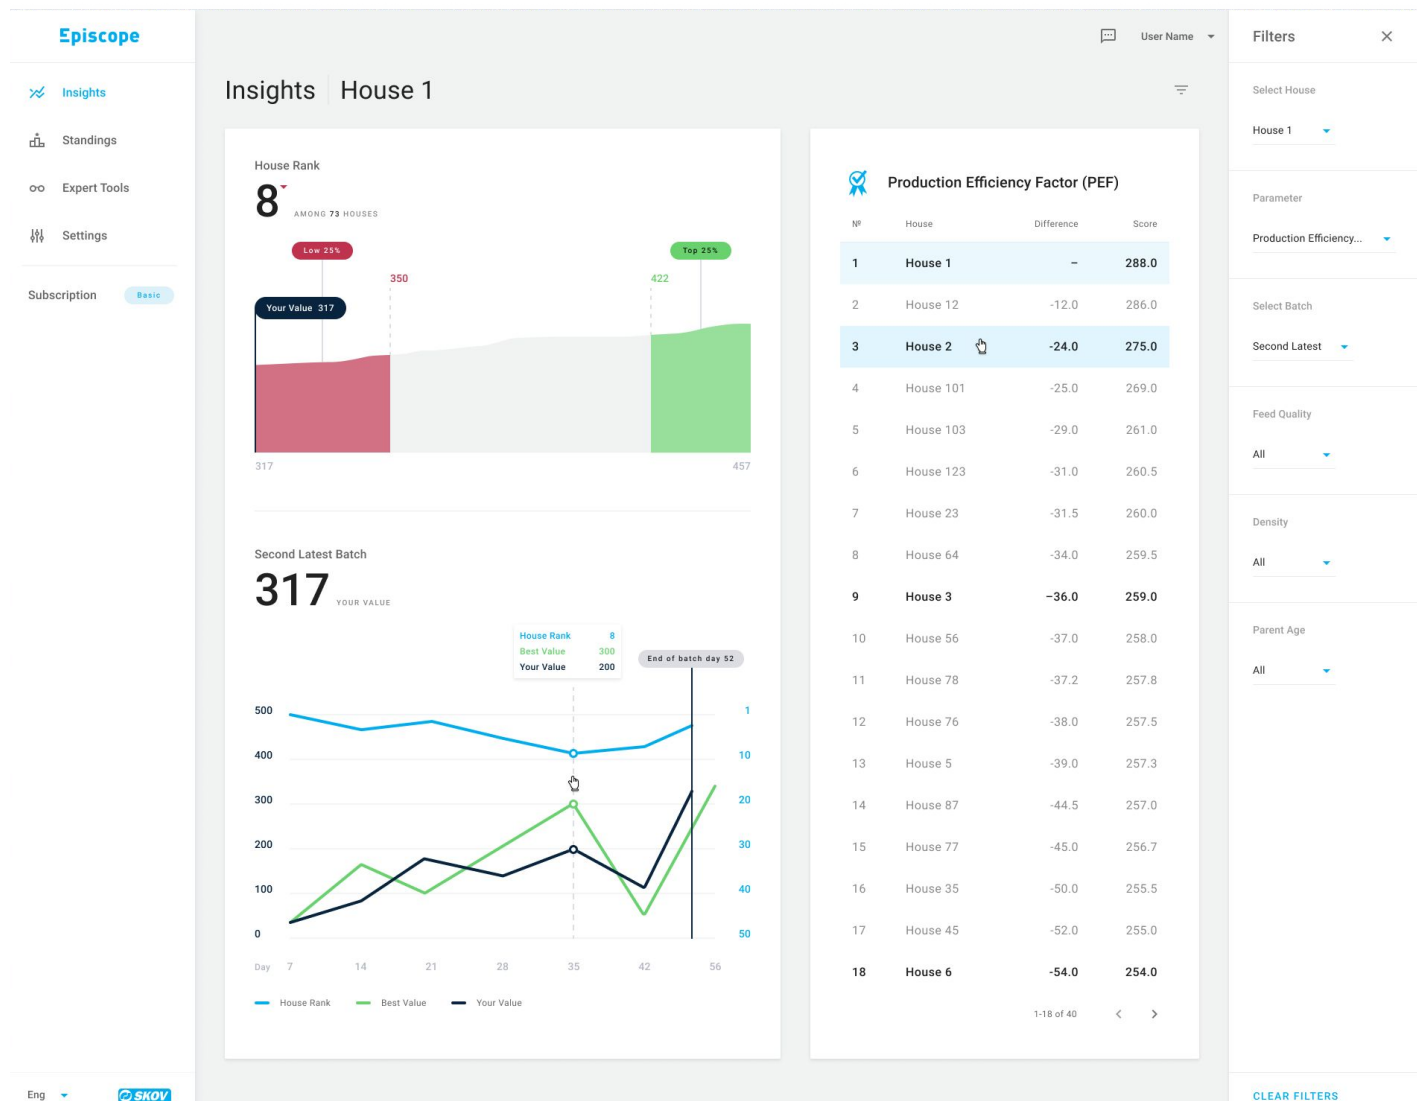 Episcope
Insights
Standings
Expert Tools
Settings
Subscription Basic
Eng
SKOV
User Name
Insights House 1
House Rank
8
AMONG 73 HOUSES
Low 25%
Top 25%
350
422
Your Value 317
317
457
Second Latest Batch
317 YOUR VALUE
House Rank 8
Best Value 300
Your Value 200
End of batch day 52
500 1
400 10
300 20
200 30
100 40
0 50
Day 7 14 21 28 35 42 56
House Rank Best Value Your Value
Production Efficiency Factor (PEF)
Nº House Difference Score
1 House 1 – 288.0
2 House 12 -12.0 286.0
3 House 2 -24.0 275.0
4 House 101 -25.0 269.0
5 House 103 -29.0 261.0
6 House 123 -31.0 260.5
7 House 23 -31.5 260.0
8 House 64 -34.0 259.5
9 House 3 –36.0 259.0
10 House 56 -37.0 258.0
11 House 78 -37.2 257.8
12 House 76 -38.0 257.5
13 House 5 -39.0 257.3
14 House 87 -44.5 257.0
15 House 77 -45.0 256.7
16 House 35 -50.0 255.5
17 House 45 -52.0 255.0
18 House 6 -54.0 254.0
1-18 of 40
Filters
Select House
House 1
Parameter
Production Efficiency...
Select Batch
Second Latest
Feed Quality
All
Density
All
Parent Age
All
CLEAR FILTERS